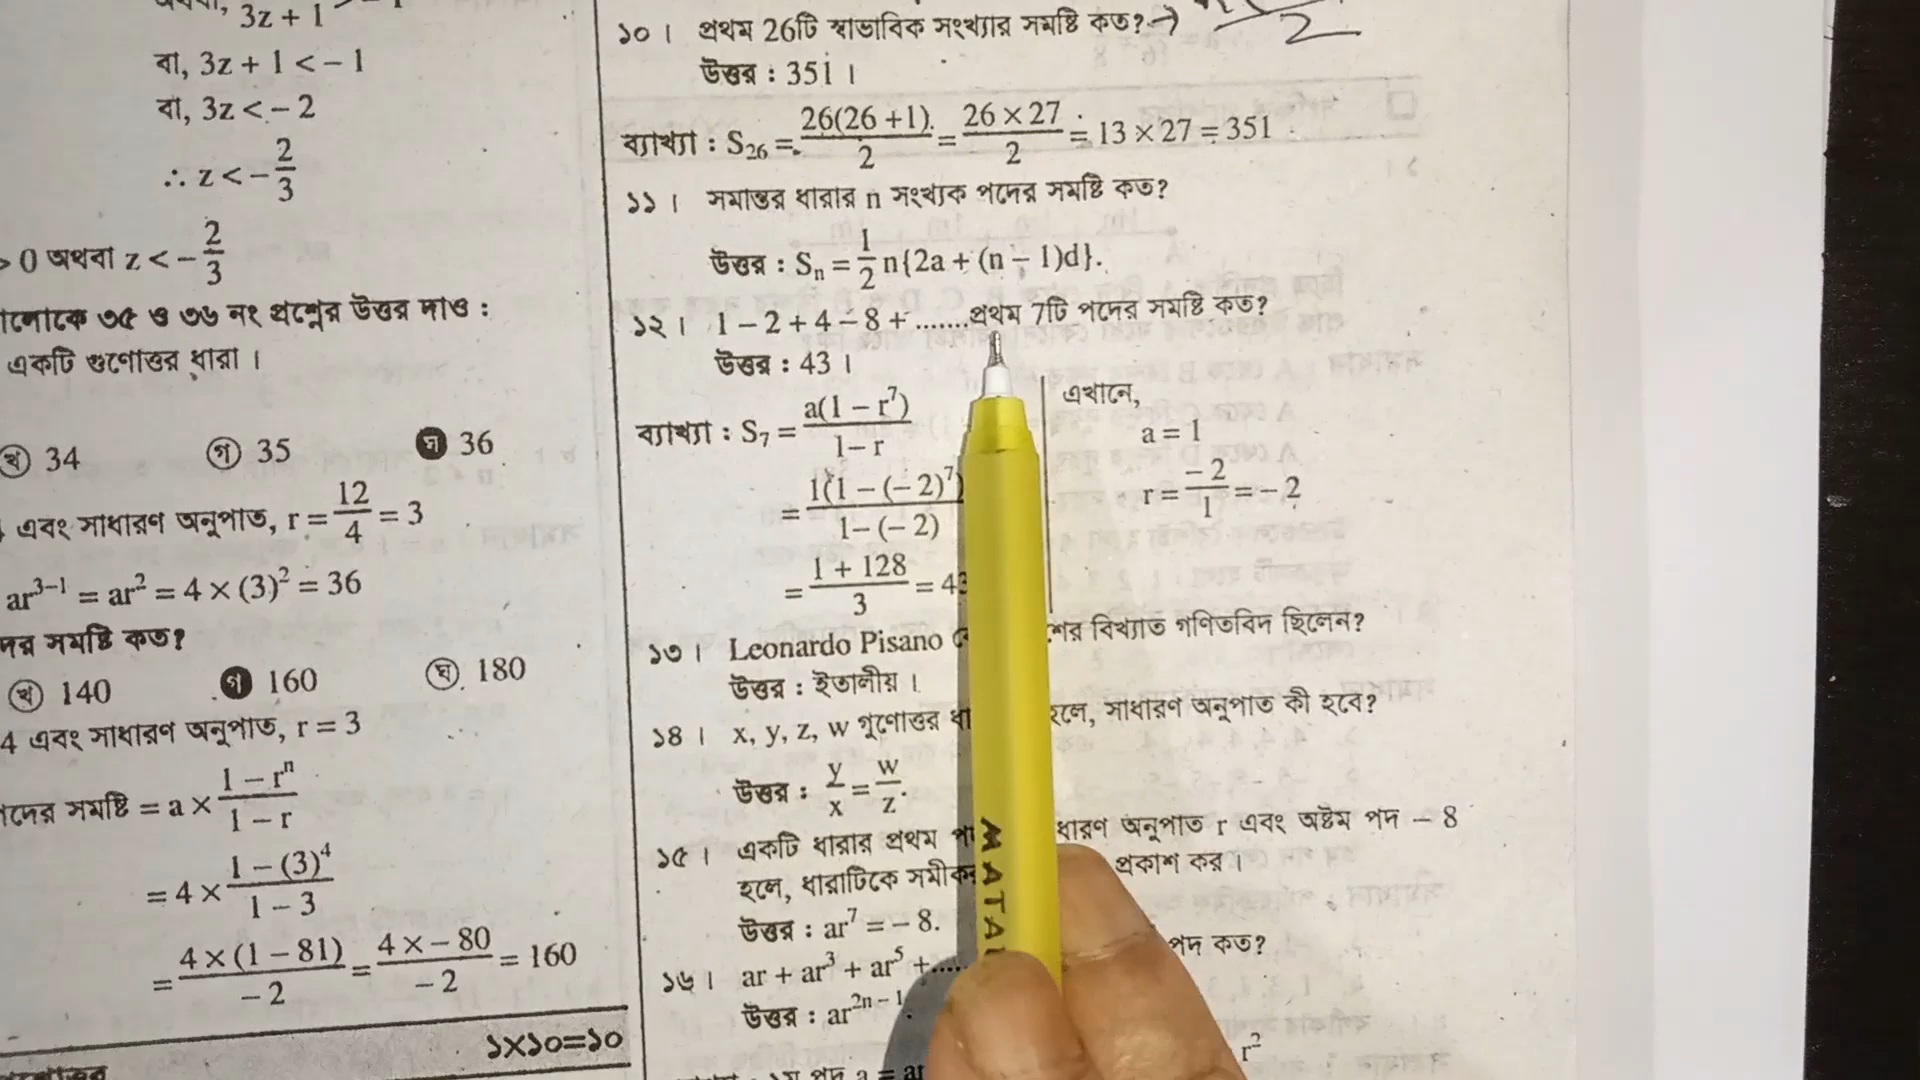 3z + 1
বা, 3z + 1 < – 1
বা, 3z < – 2
∴ z < – 2/3
> 0 অথবা z < – 2/3
৩৫ ও ৩৬ নং প্রশ্নের উত্তর দাও :
একটি গুণোত্তর ধারা ।
(খ) 34 (গ) 35 (ঘ) 36
এবং সাধারণ অনুপাত, r = 12/4 = 3
ar³⁻¹ = ar² = 4 × (3)² = 36
সমষ্টি কত?
(খ) 140 (গ) 160 (ঘ) 180
4 এবং সাধারণ অনুপাত, r = 3
সমষ্টি = a × (1 – rⁿ)/(1 – r)
= 4 × (1 – (3)⁴)/(1 – 3)
= (4 × (1 – 81))/(– 2) = (4 × – 80)/(– 2) = 160
১×১০=১০
১০ । প্রথম 26টি স্বাভাবিক সংখ্যার সমষ্টি কত? → 2
উত্তর : 351 ।
ব্যাখ্যা : S₂₆ = 26(26 +1)/2 = (26 × 27)/2 = 13 × 27 = 351
১১ । সমান্তর ধারার n সংখ্যক পদের সমষ্টি কত?
উত্তর : Sₙ = 1/2 n{2a + (n – 1)d}.
১২ । 1 – 2 + 4 – 8 + .......প্রথম 7টি পদের সমষ্টি কত?
উত্তর : 43 ।
ব্যাখ্যা : S₇ = a(1 – r⁷)/(1– r)
= 1(1 – (– 2)⁷)/(1– (– 2)
= (1 + 128)/3 = 43
এখানে,
a = 1
r = – 2/1 = – 2
১৩ । Leonardo Pisano বিখ্যাত গণিতবিদ ছিলেন?
উত্তর : ইতালীয় ।
১৪ । x, y, z, w গুণোত্তর হলে, সাধারণ অনুপাত কী হবে?
উত্তর : y/x = w/z.
১৫ । একটি ধারার প্রথম অনুপাত r এবং অষ্টম পদ – 8
হলে, ধারাটিকে প্রকাশ কর ।
উত্তর : ar⁷ = – 8.
১৬ । ar + ar³ + ar⁵ +..... পদ কত?
উত্তর : ar²ⁿ⁻¹
r²
পদ a = ar
MATA